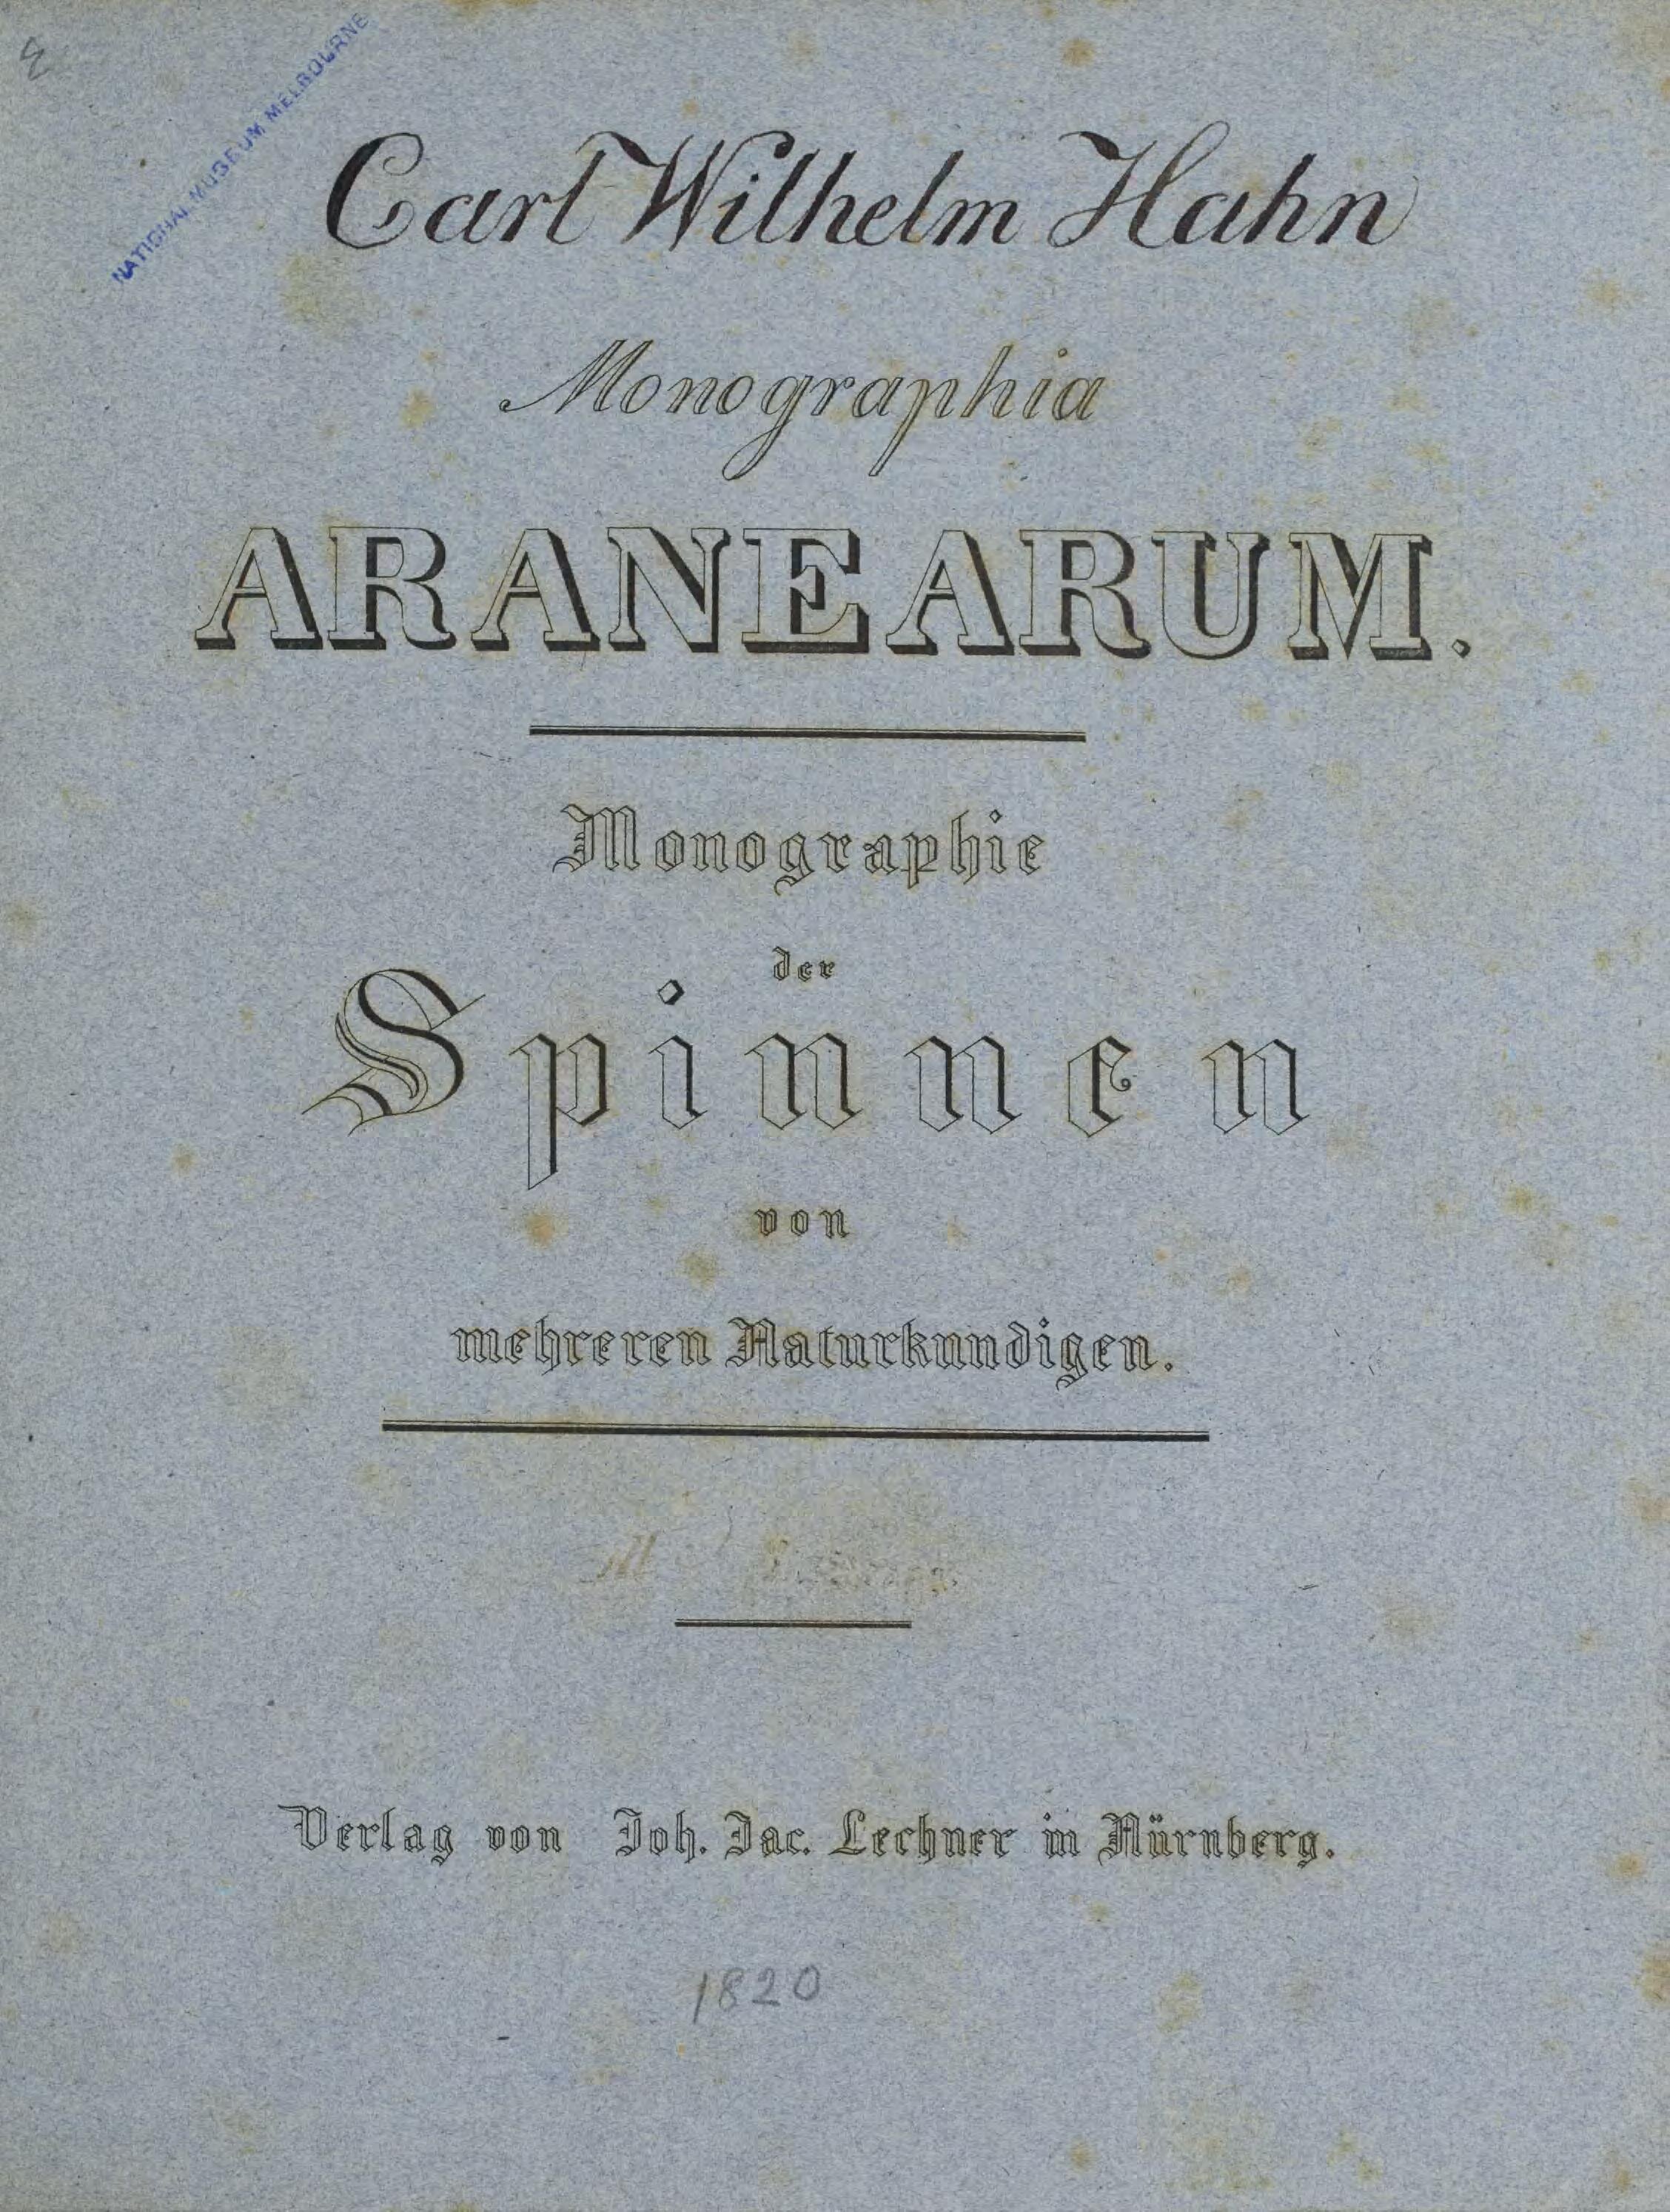 NATIONAL MUSEUM MELBOURNE
Carl Wilhelm Hahn
Monographia
ARANEARUM.
Monographie
der
Spinnen
von
mehreren Naturkundigen.
Verlag von Joh. Jac. Lechner in Nürnberg.
1820